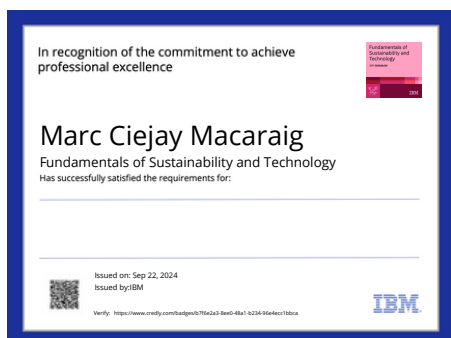 In recognition of the commitment to achieve
professional excellence
Fundamentals of
Sustainability and
Technology
IBM
Marc Ciejay Macaraig
Fundamentals of Sustainability and Technology
Has successfully satisfied the requirements for:
Issued on: Sep 22, 2024
Issued by:IBM
Verify: https://www.credly.com/badges/b7f6e2a3-8ee0-48a1-b234-96e4ecc1bbca
IBM